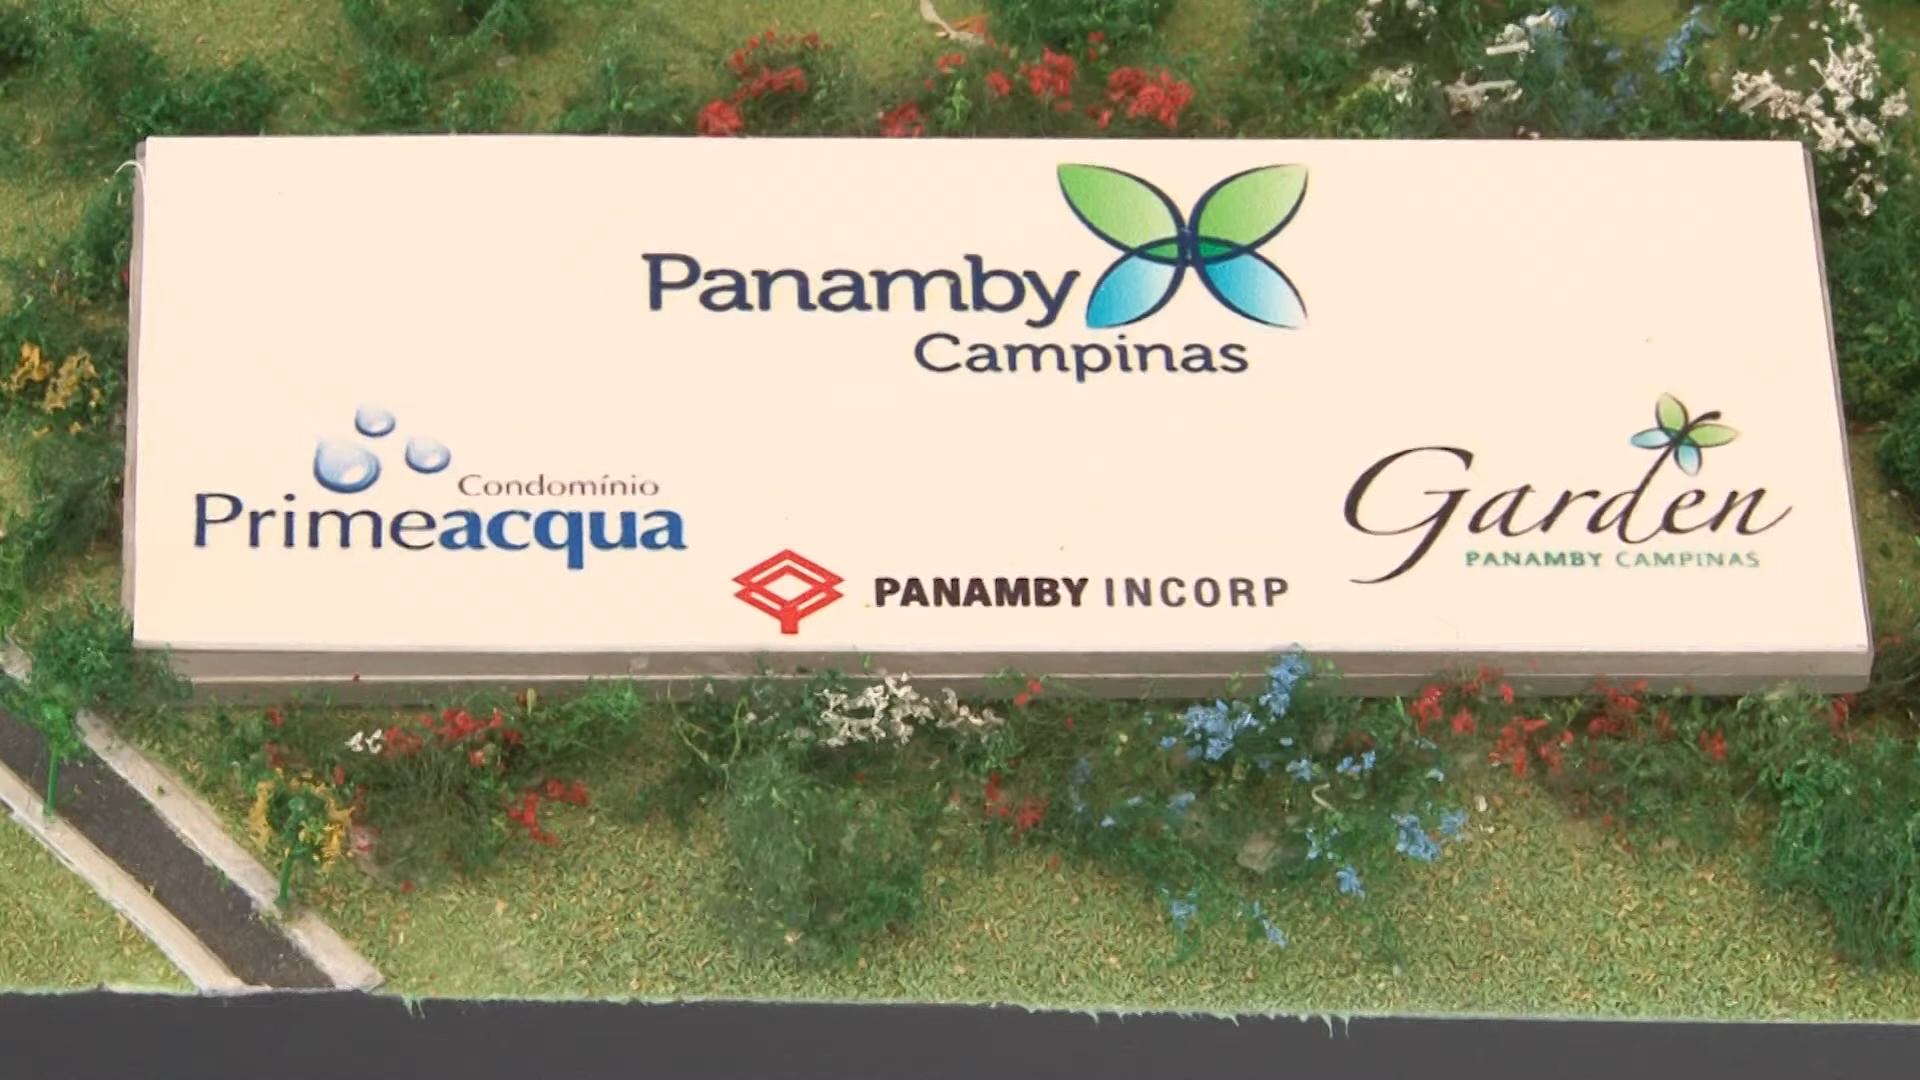 Panamby
Campinas
Condomínio
Primeacqua
Garden
PANAMBY CAMPINAS
PANAMBY INCORP